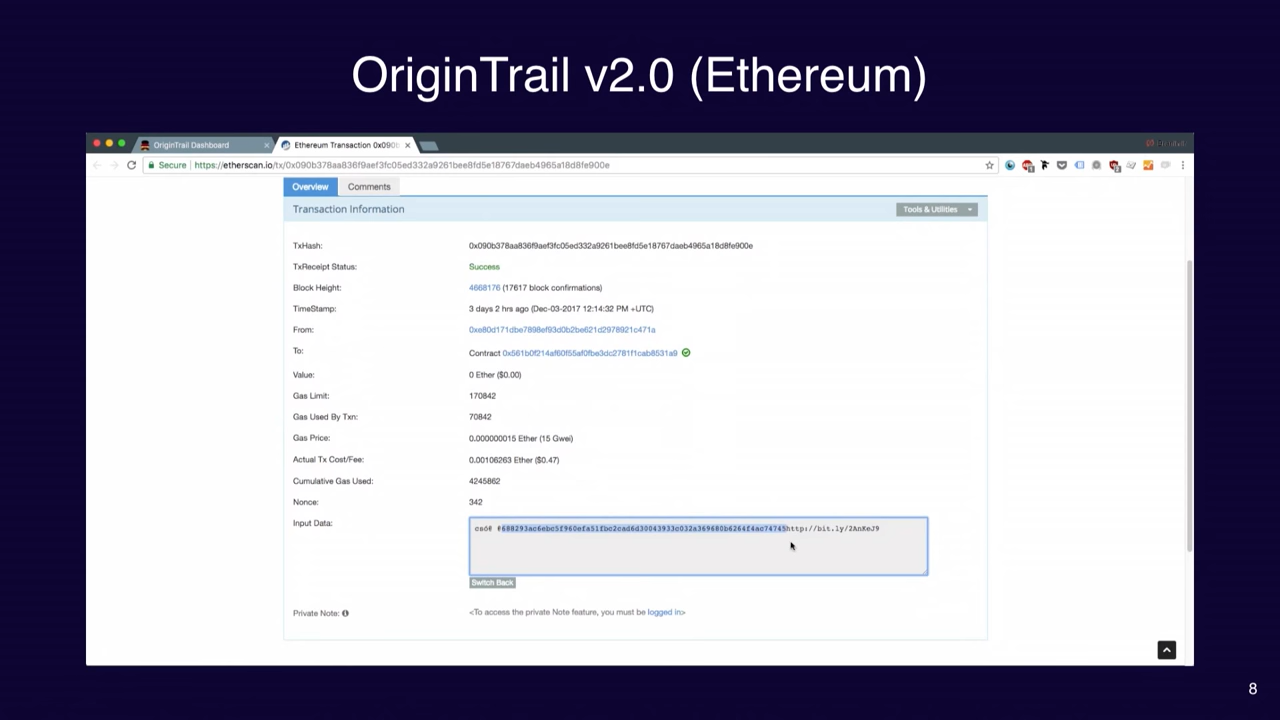 OriginTrail v2.0 (Ethereum)
OriginTrail Dashboard
Ethereum Transaction 0x090b
Secure
https://etherscan.io/tx/0x090b378aa836f9aef3fc05ed332a9261bee8fd5e18767daeb4965a18d8fe900e
Overview
Comments
Transaction Information
Tools & Utilities
TxHash: 0x090b378aa836f9aef3fc05ed332a9261bee8fd5e18767daeb4965a18d8fe900e
TxReceipt Status: Success
Block Height: 4668176 (17617 block confirmations)
TimeStamp: 3 days 2 hrs ago (Dec-03-2017 12:14:32 PM +UTC)
From: 0xe80d171dbe7898ef93d0b2be621d2978921c471a
To: Contract 0x561b0f214af60f55af0fbe3dc2781f1cab8531a9
Value: 0 Ether ($0.00)
Gas Limit: 170842
Gas Used By Txn: 70842
Gas Price: 0.000000015 Ether (15 Gwei)
Actual Tx Cost/Fee: 0.00106263 Ether ($0.47)
Cumulative Gas Used: 4245862
Nonce: 342
Input Data: 688293ac6ebc5f960efa51fbc2cad6d30043933c032a369680b6264f4ac74745http://bit.ly/2AnKeJ9
Switch Back
Private Note: <To access the private Note feature, you must be logged in>
8